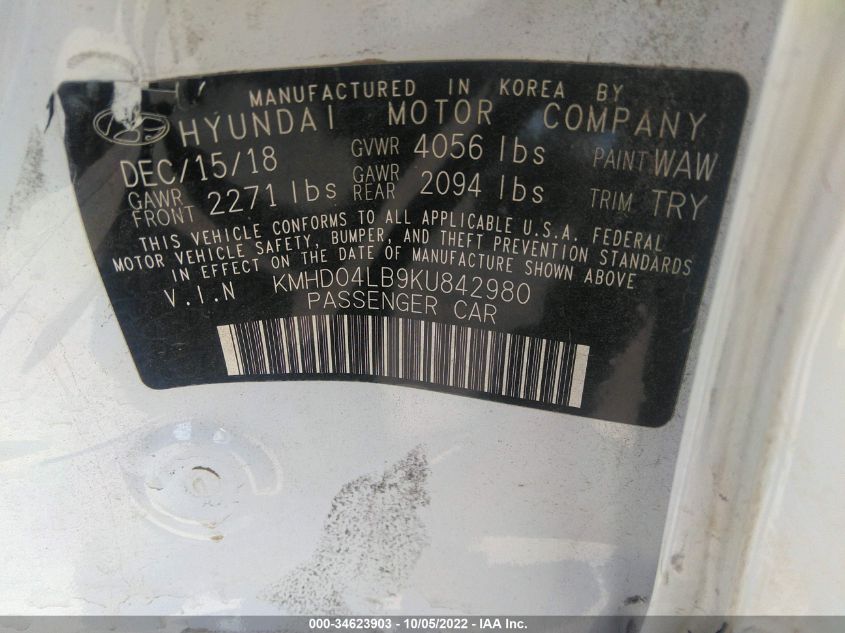 MANUFACTURED IN KOREA BY
HYUNDAI MOTOR COMPANY
DEC/15/18 GVWR 4056 lbs PAINT WAW
GAWR FRONT 2271 lbs GAWR REAR 2094 lbs TRIM TRY
THIS VEHICLE CONFORMS TO ALL APPLICABLE U.S.A. FEDERAL
MOTOR VEHICLE SAFETY, BUMPER, AND THEFT PREVENTION STANDARDS
IN EFFECT ON THE DATE OF MANUFACTURE SHOWN ABOVE
V.I.N KMHD04LB9KU842980
PASSENGER CAR
000-34623903 - 10/05/2022 - IAA Inc.